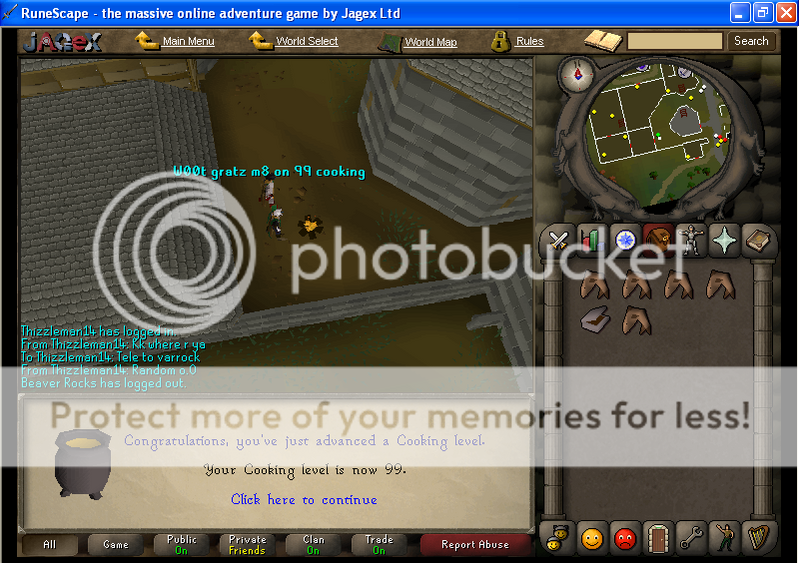 RuneScape - the massive online adventure game by Jagex Ltd
JAGEX Main Menu World Select World Map Rules Search
W00t gratz m8 on 99 cooking
photobucket
Thizzleman14 has logged in.
From Thizzleman14: Kk where r ya
To Thizzleman14: Tele to varrock
From Thizzleman14: Random o.0
Beaver Rocks has logged out.
Protect more of your memories for less!
Congratulations, you've just advanced a Cooking level.
Your Cooking level is now 99.
Click here to continue
All Game Public Private Clan Trade Report Abuse
On Friends On On